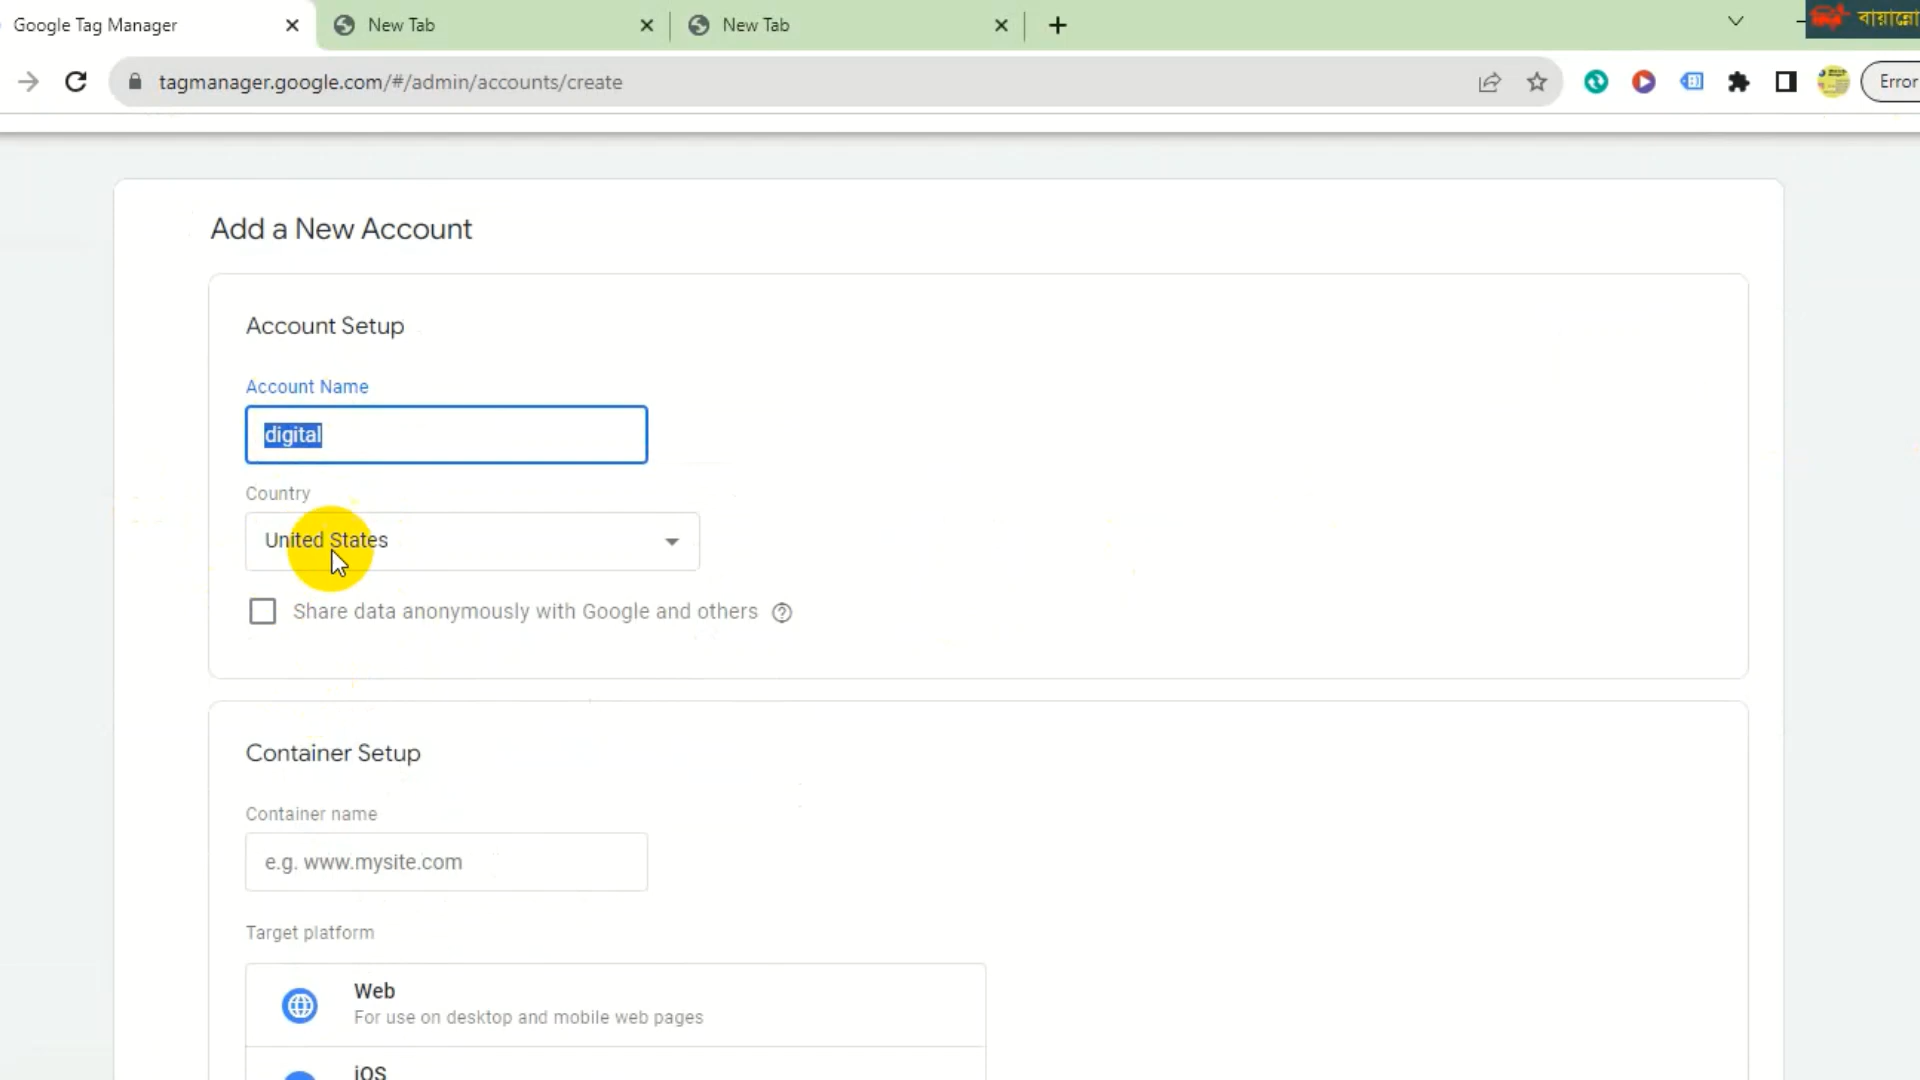 Google Tag Manager
New Tab
New Tab
বায়ান্নো
tagmanager.google.com/#/admin/accounts/create
Error
Add a New Account
Account Setup
Account Name
digital
Country
United States
Share data anonymously with Google and others
Container Setup
Container name
e.g. www.mysite.com
Target platform
Web
For use on desktop and mobile web pages
iOS